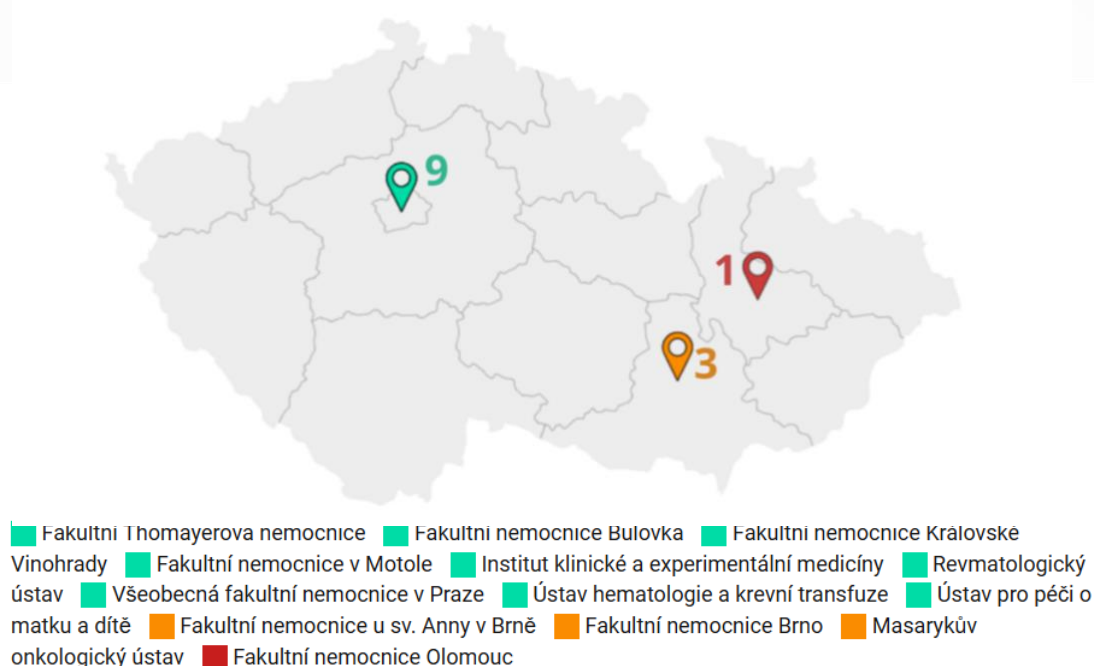 9
1
3
Fakultní Thomayerova nemocnice Fakultní nemocnice Bulovka Fakultní nemocnice Královské
Vinohrady Fakultní nemocnice v Motole Institut klinické a experimentální medicíny Revmatologický
ústav Všeobecná fakultní nemocnice v Praze Ústav hematologie a krevní transfuze Ústav pro péči o
matku a dítě Fakultní nemocnice u sv. Anny v Brně Fakultní nemocnice Brno Masarykův
onkologický ústav Fakultní nemocnice Olomouc